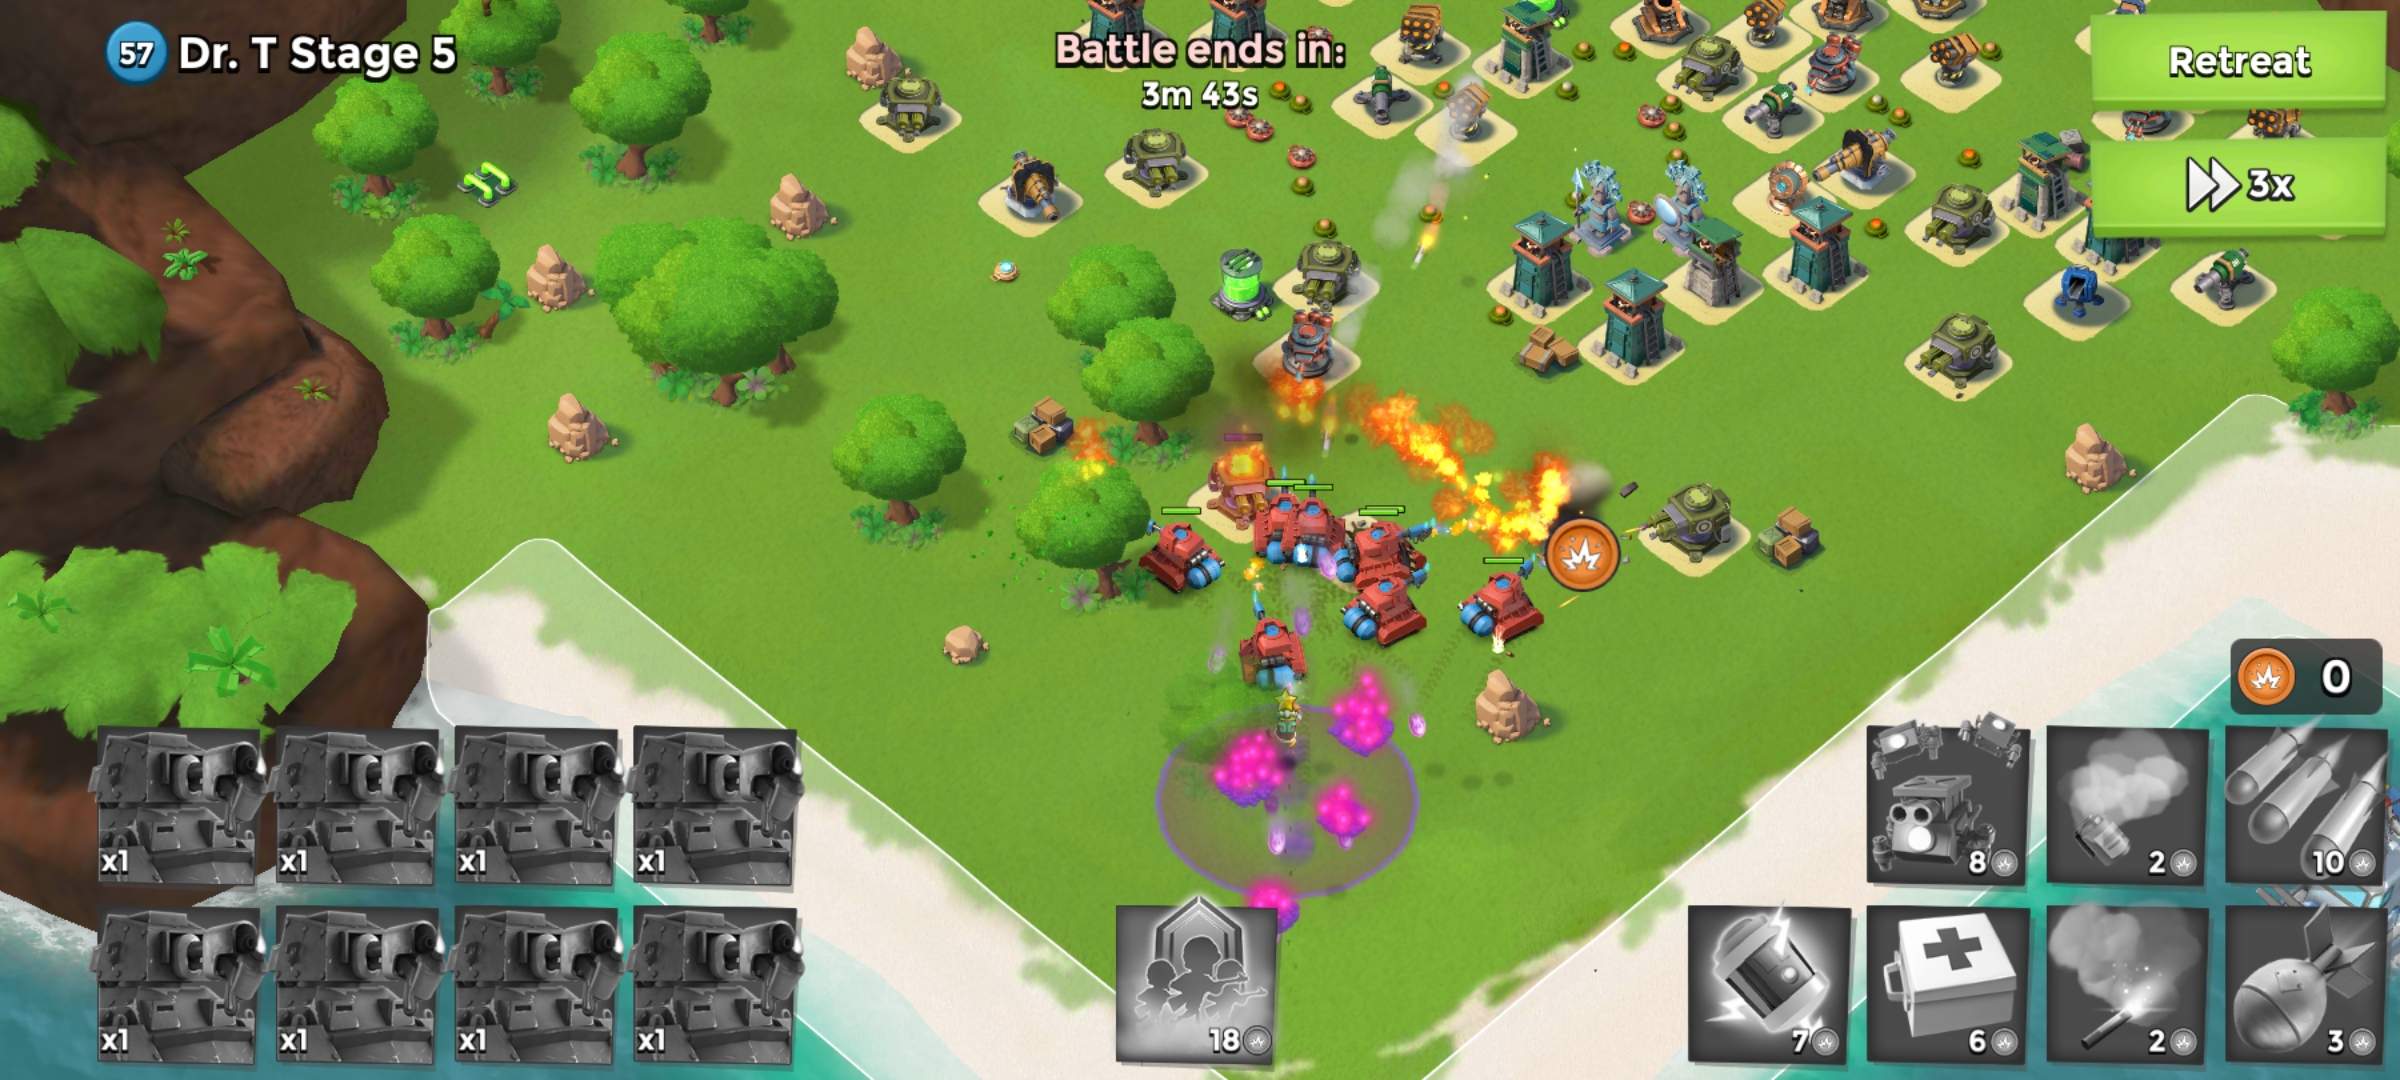 57 Dr. T Stage 5
Battle ends in:
3m 43s
Retreat
3x
0
x1 x1 x1 x1
8 2 10
x1 x1 x1 x1
18
7 6 2 3